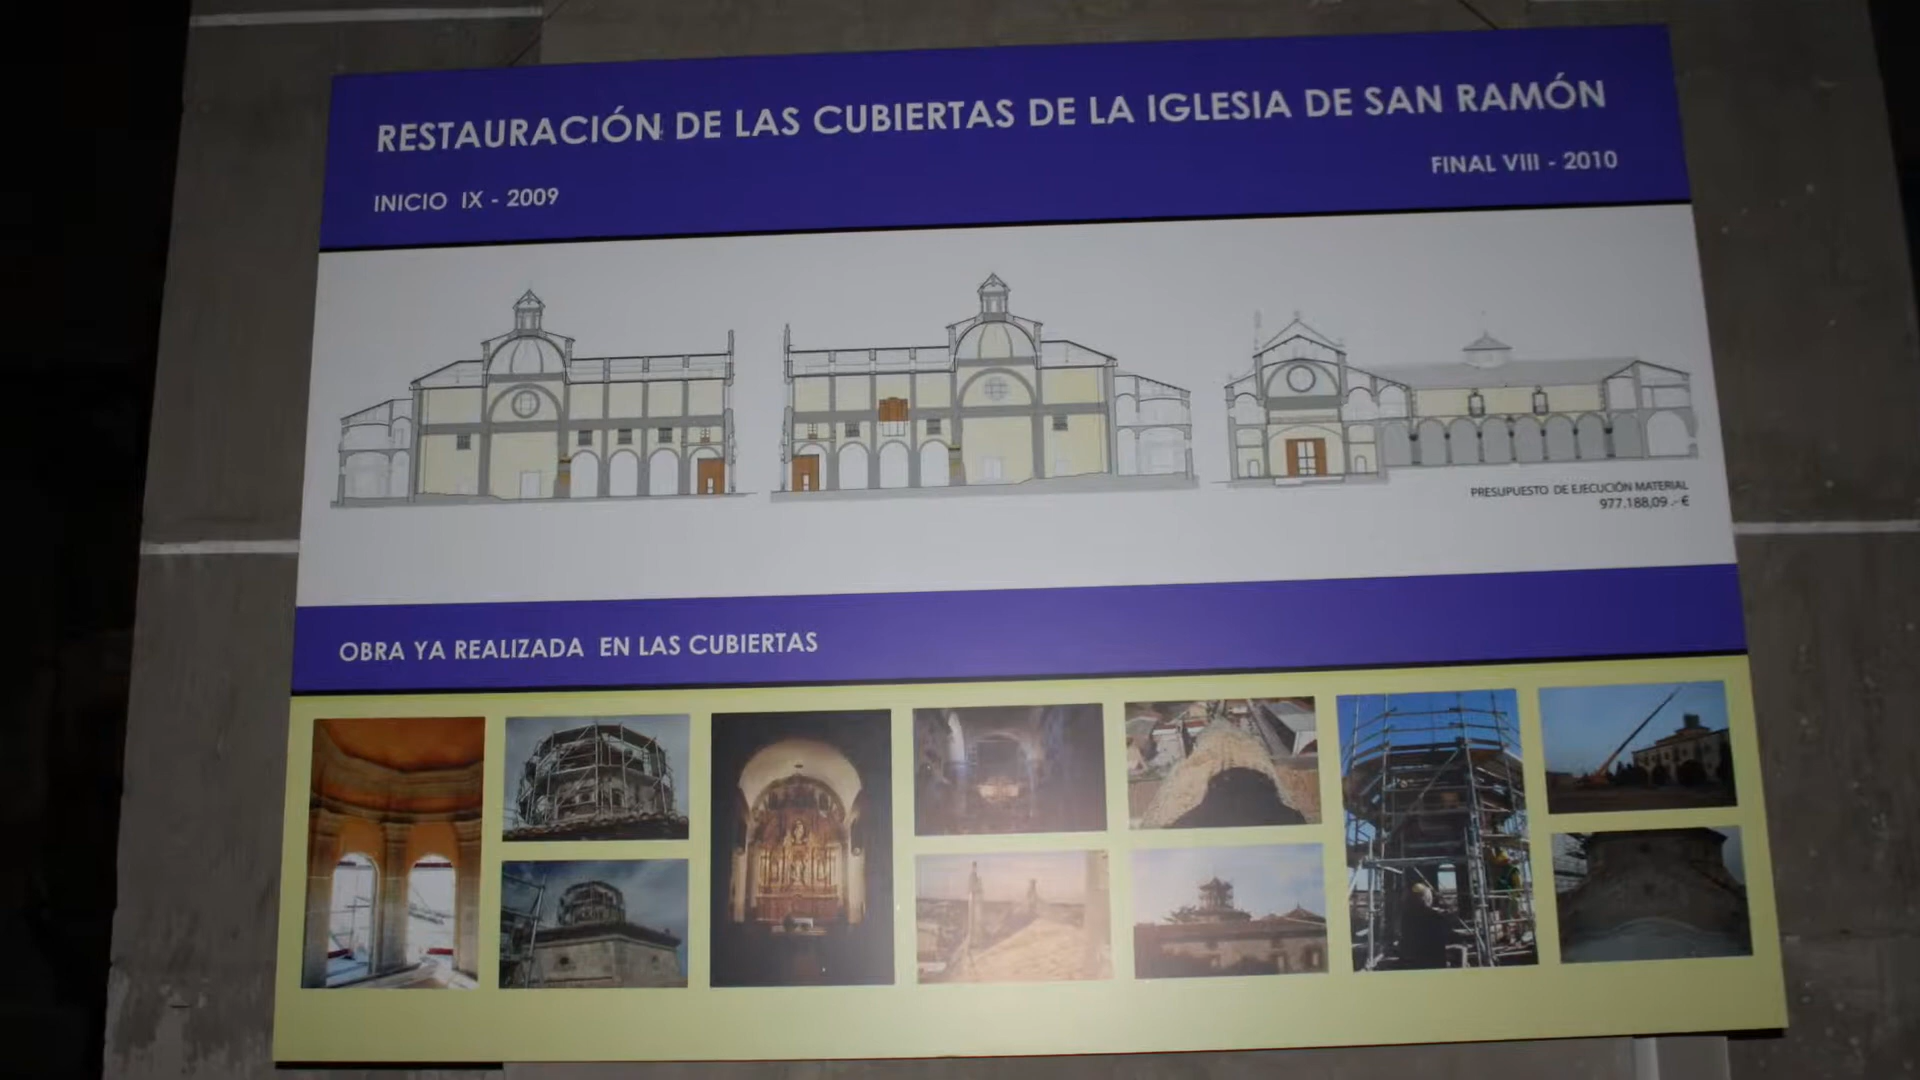 RESTAURACIÓN DE LAS CUBIERTAS DE LA IGLESIA DE SAN RAMÓN
FINAL VIII - 2010
INICIO IX - 2009
PRESUPUESTO DE EJECUCIÓN MATERIAL
977.188,09 .- €
OBRA YA REALIZADA EN LAS CUBIERTAS